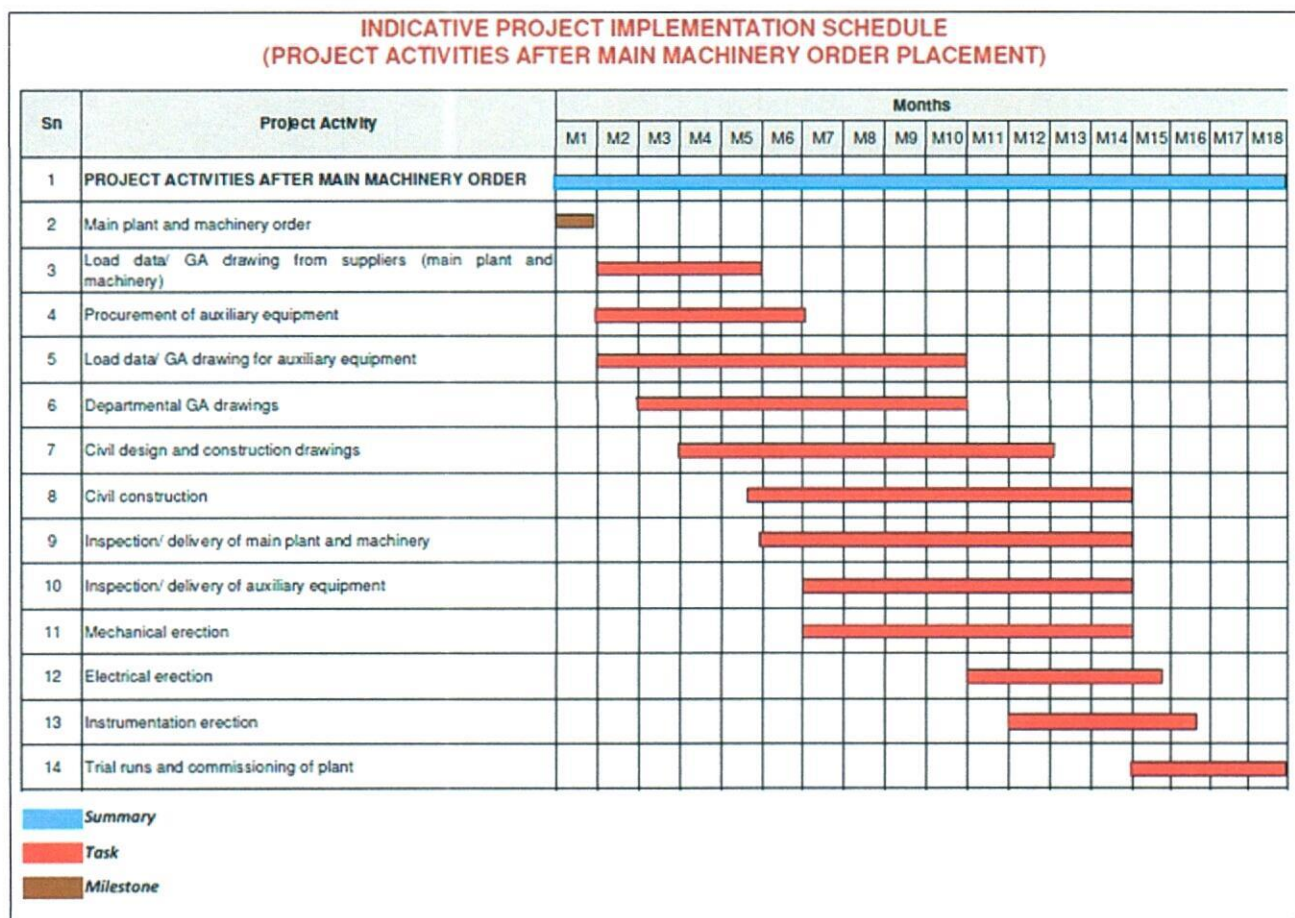 INDICATIVE PROJECT IMPLEMENTATION SCHEDULE
(PROJECT ACTIVITIES AFTER MAIN MACHINERY ORDER PLACEMENT)
Sn Project Activity Months
M1 M2 M3 M4 M5 M6 M7 M8 M9 M10 M11 M12 M13 M14 M15 M16 M17 M18
1 PROJECT ACTIVITIES AFTER MAIN MACHINERY ORDER
2 Main plant and machinery order
3 Load data/ GA drawing from suppliers (main plant and
machinery)
4 Procurement of auxiliary equipment
5 Load data/ GA drawing for auxiliary equipment
6 Departmental GA drawings
7 Civil design and construction drawings
8 Civil construction
9 Inspection/ delivery of main plant and machinery
10 Inspection/ delivery of auxiliary equipment
11 Mechanical erection
12 Electrical erection
13 Instrumentation erection
14 Trial runs and commissioning of plant
Summary
Task
Milestone